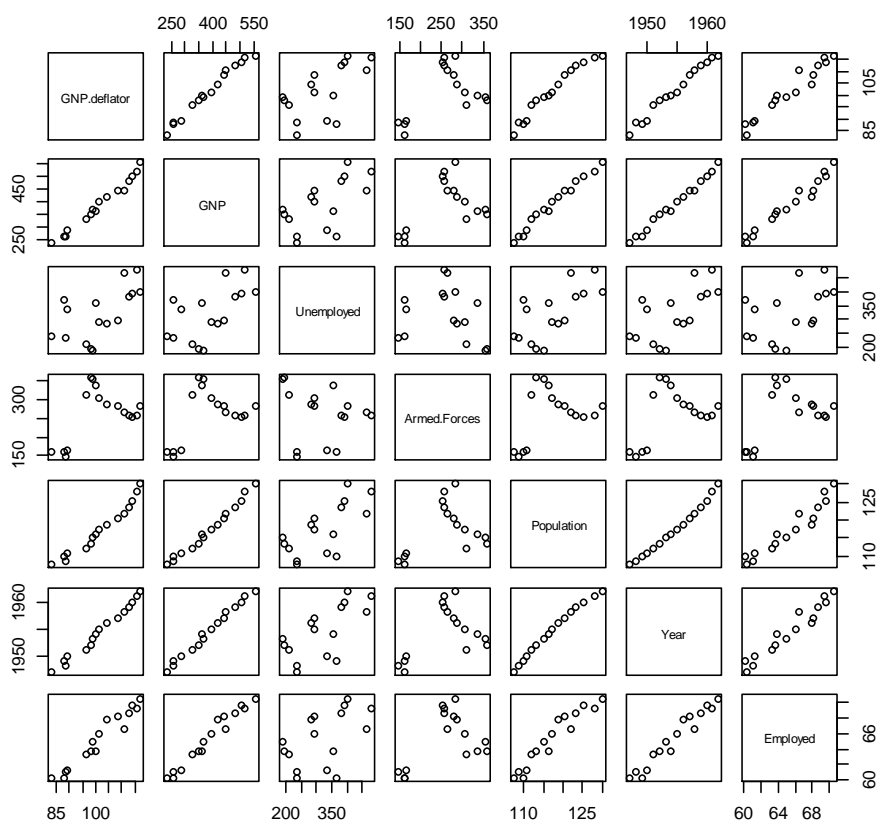 250 400 550
150 250 350
1950 1960
GNP.deflator
85 105
250 450
GNP
Unemployed
200 350
150 300
Armed.Forces
Population
110 125
1950 1960
Year
Employed
60 66
85 100
200 350
110 125
60 64 68